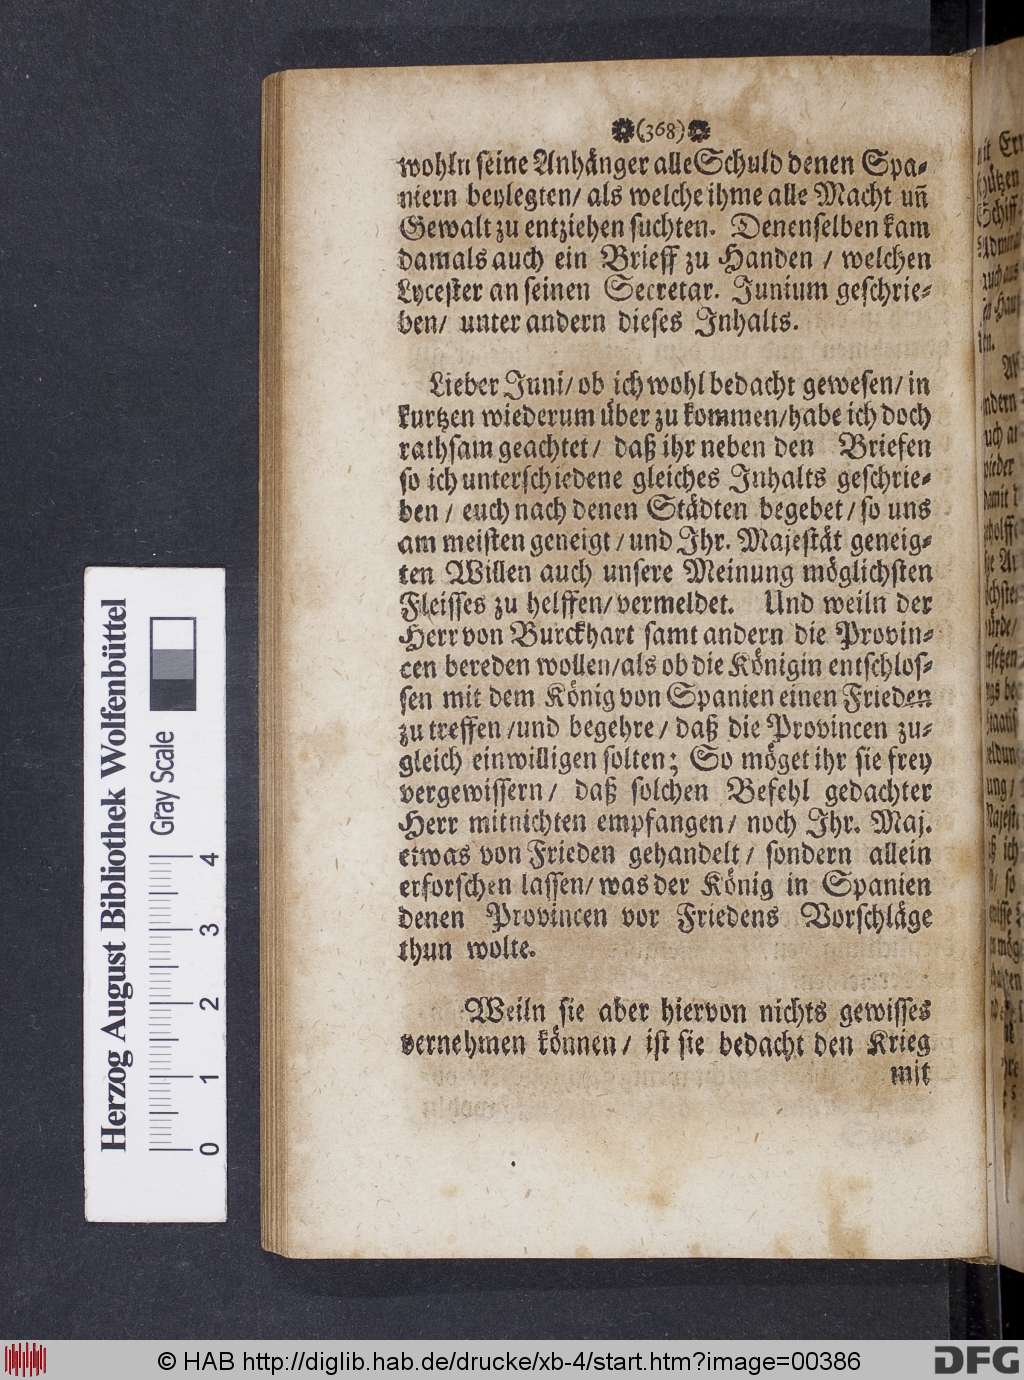 (368)
wohln seine Anhänger alle Schuld denen Spa-
niern beylegten/ als welche ihme alle Macht uñ
Gewalt zu entziehen suchten. Denenselben kam
damals auch ein Brieff zu Handen / welchen
Lycester an seinen Secretar. Junium geschrie-
ben/ unter andern dieses Inhalts.
Lieber Juni/ ob ich wohl bedacht gewesen/ in
kurtzen wiederum über zu kommen/ habe ich doch
rathsam geachtet / daß ihr neben den Briefen
so ich unterschiedene gleiches Inhalts geschrie-
ben / euch nach denen Städten begebet / so uns
am meisten geneigt / und Ihr. Majestät geneig-
ten Willen auch unsere Meinung möglichsten
Fleisses zu helffen/ vermeldet. Und weiln der
Herr von Burckhart samt andern die Provin-
cen bereden wollen/ als ob die Königin entschlos-
sen mit dem König von Spanien einen Frieden
zu treffen /und begehre / daß die Provincen zu-
gleich einwilligen solten; So möget ihr sie frey
vergewissern/ daß solchen Befehl gedachter
Herr mitnichten empfangen/ noch Ihr. Maj.
etwas von Frieden gehandelt / sondern allein
erforschen lassen/ was der König in Spanien
denen Provincen vor Friedens Vorschläge
thun wolte.
Weiln sie aber hiervon nichts gewisses
vernehmen können / ist sie bedacht den Krieg
mit
Herzog August Bibliothek Wolfenbüttel
Gray Scale
0 1 2 3 4
© HAB http://diglib.hab.de/drucke/xb-4/start.htm?image=00386
DFG